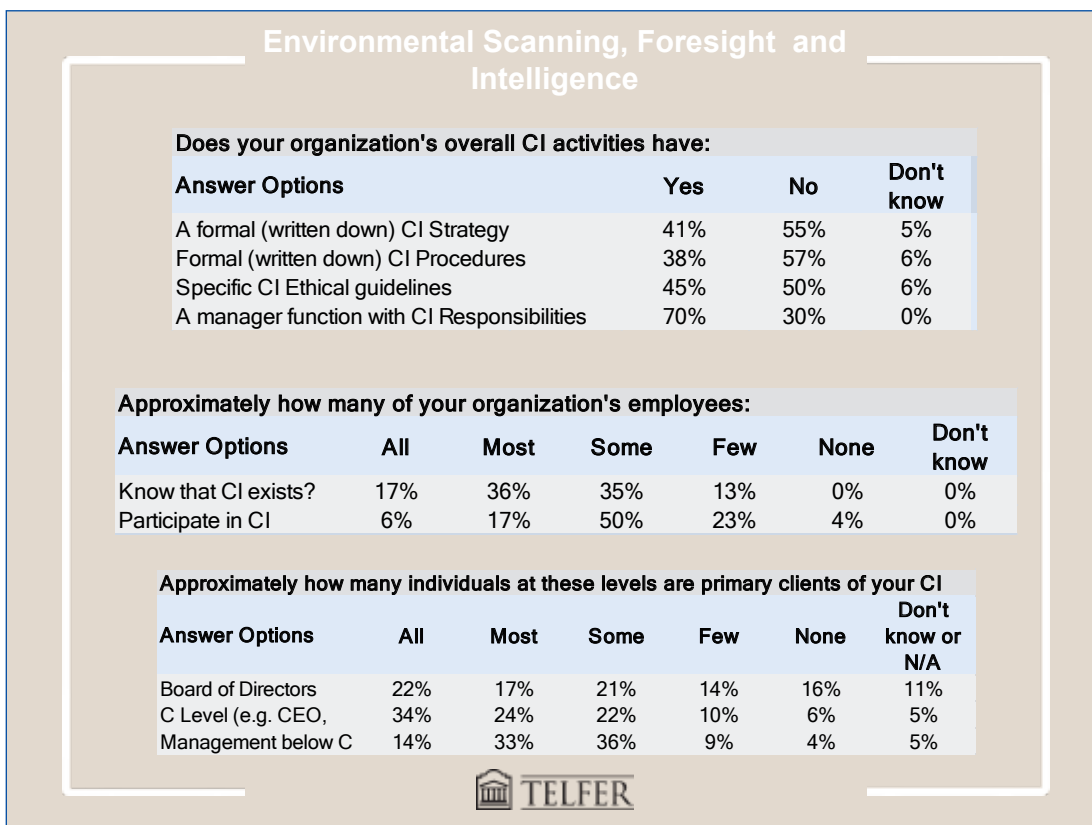 Environmental Scanning, Foresight and
Intelligence
Does your organization's overall CI activities have:
Answer Options Yes No Don't know
A formal (written down) CI Strategy 41% 55% 5%
Formal (written down) CI Procedures 38% 57% 6%
Specific CI Ethical guidelines 45% 50% 6%
A manager function with CI Responsibilities 70% 30% 0%
Approximately how many of your organization's employees:
Answer Options All Most Some Few None Don't know
Know that CI exists? 17% 36% 35% 13% 0% 0%
Participate in CI 6% 17% 50% 23% 4% 0%
Approximately how many individuals at these levels are primary clients of your CI
Answer Options All Most Some Few None Don't know or N/A
Board of Directors 22% 17% 21% 14% 16% 11%
C Level (e.g. CEO, 34% 24% 22% 10% 6% 5%
Management below C 14% 33% 36% 9% 4% 5%
TELFER